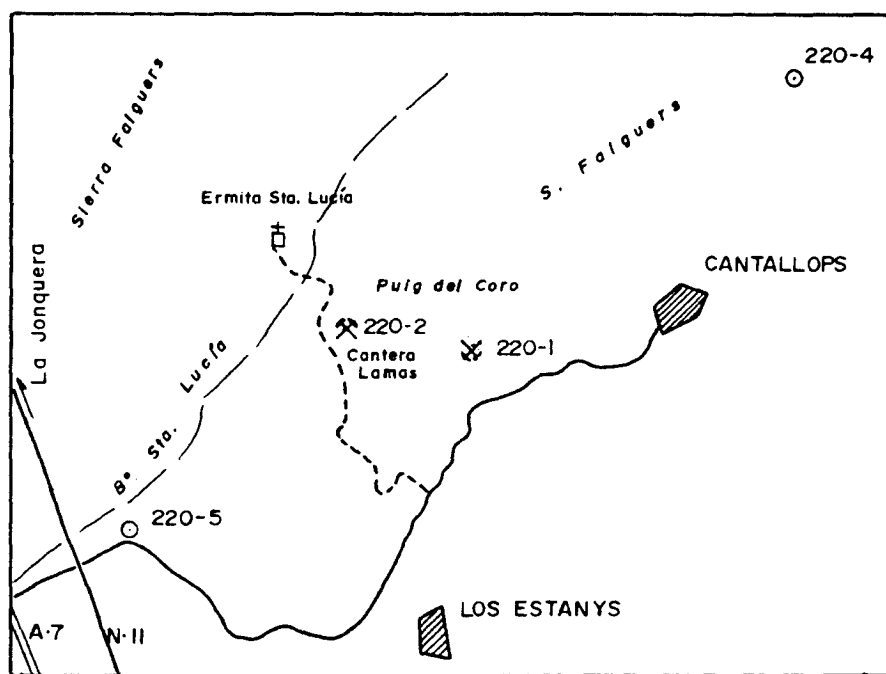 220-4
Sierra Falguers
S. Falguers
Ermita Sta. Lucía
CANTALLOPS
Puig del Coro
La Jonquera
220-2
220-1
Cantera
Lamas
Bº. Sta. Lucía
220-5
LOS ESTANYS
A·7
N·11